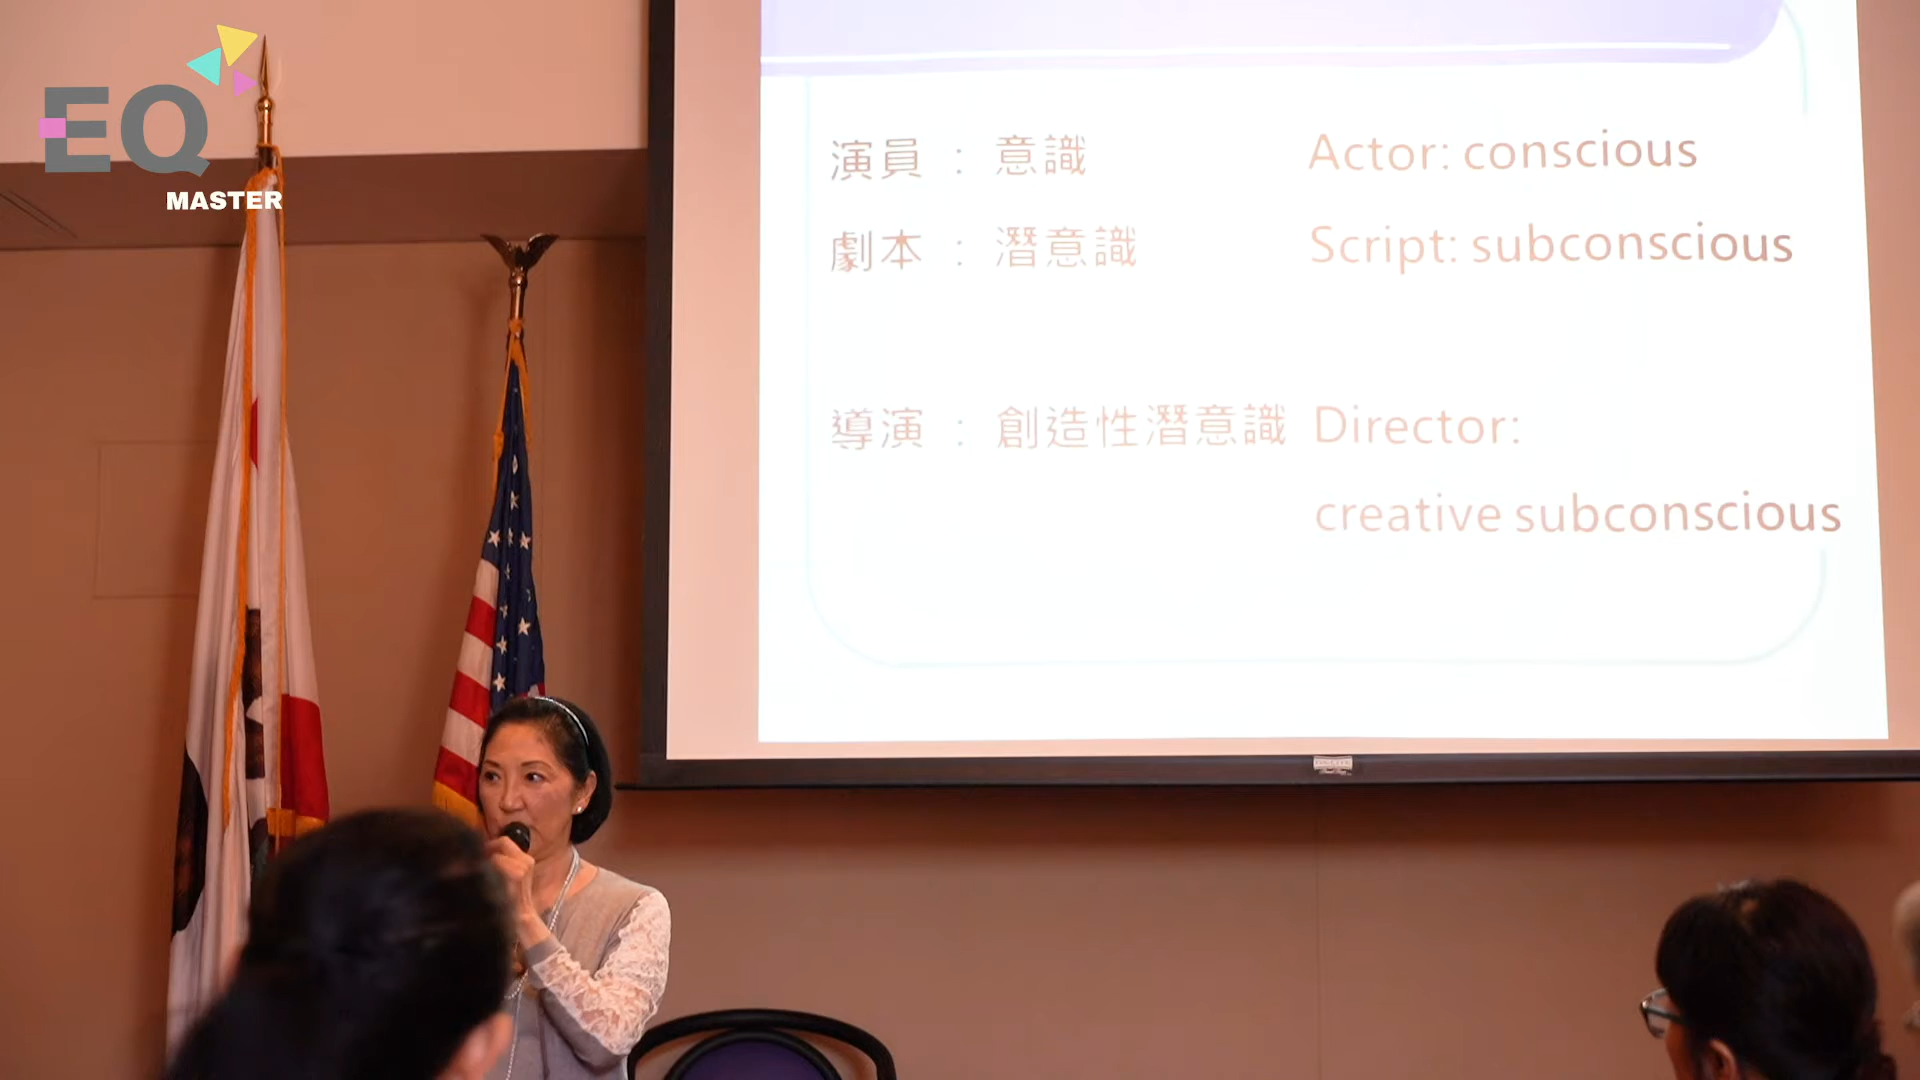 EQ
MASTER
演員 : 意識 Actor: conscious
劇本 : 潛意識 Script: subconscious
導演 : 創造性潛意識 Director:
creative subconscious